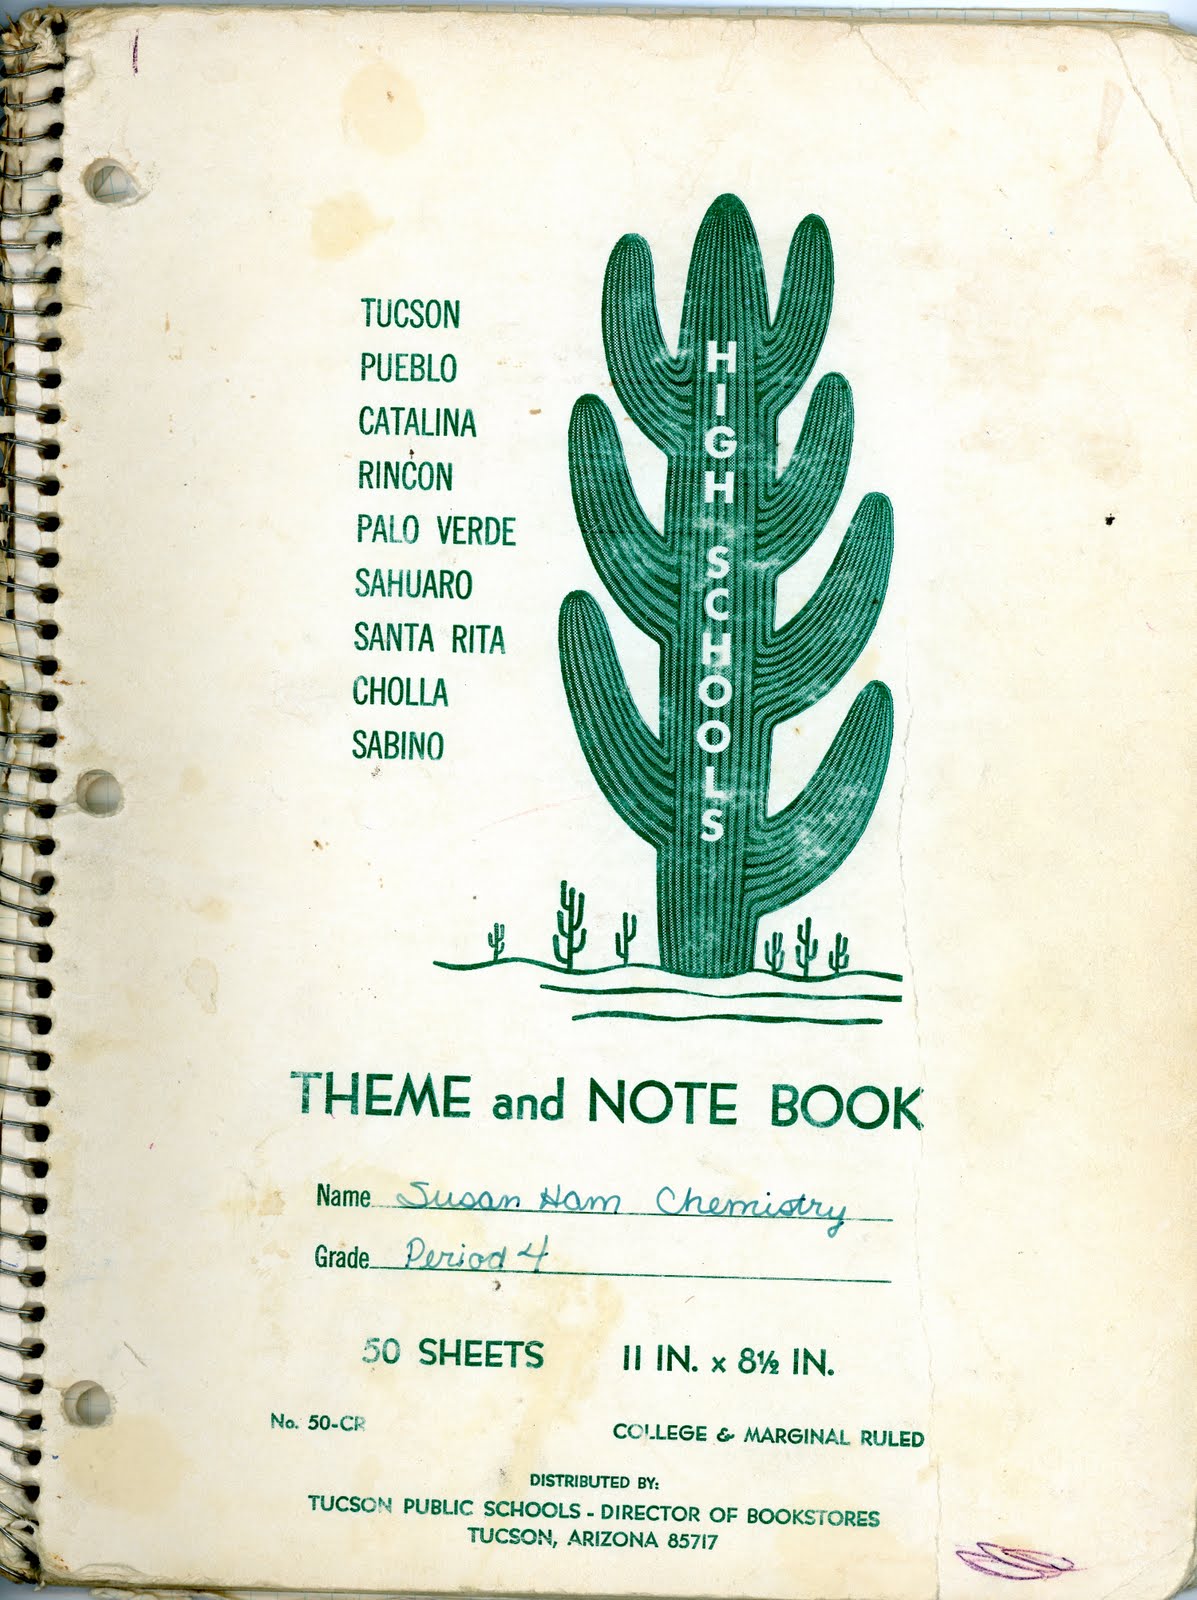 TUCSON
PUEBLO
CATALINA
RINCON
PALO VERDE
SAHUARO
SANTA RITA
CHOLLA
SABINO
HIGH SCHOOLS
THEME and NOTE BOOK
Name Susan Ham Chemistry
Grade Period 4
50 SHEETS 11 IN. x 8½ IN.
No. 50-CR COLLEGE & MARGINAL RULED
DISTRIBUTED BY:
TUCSON PUBLIC SCHOOLS - DIRECTOR OF BOOKSTORES
TUCSON, ARIZONA 85717